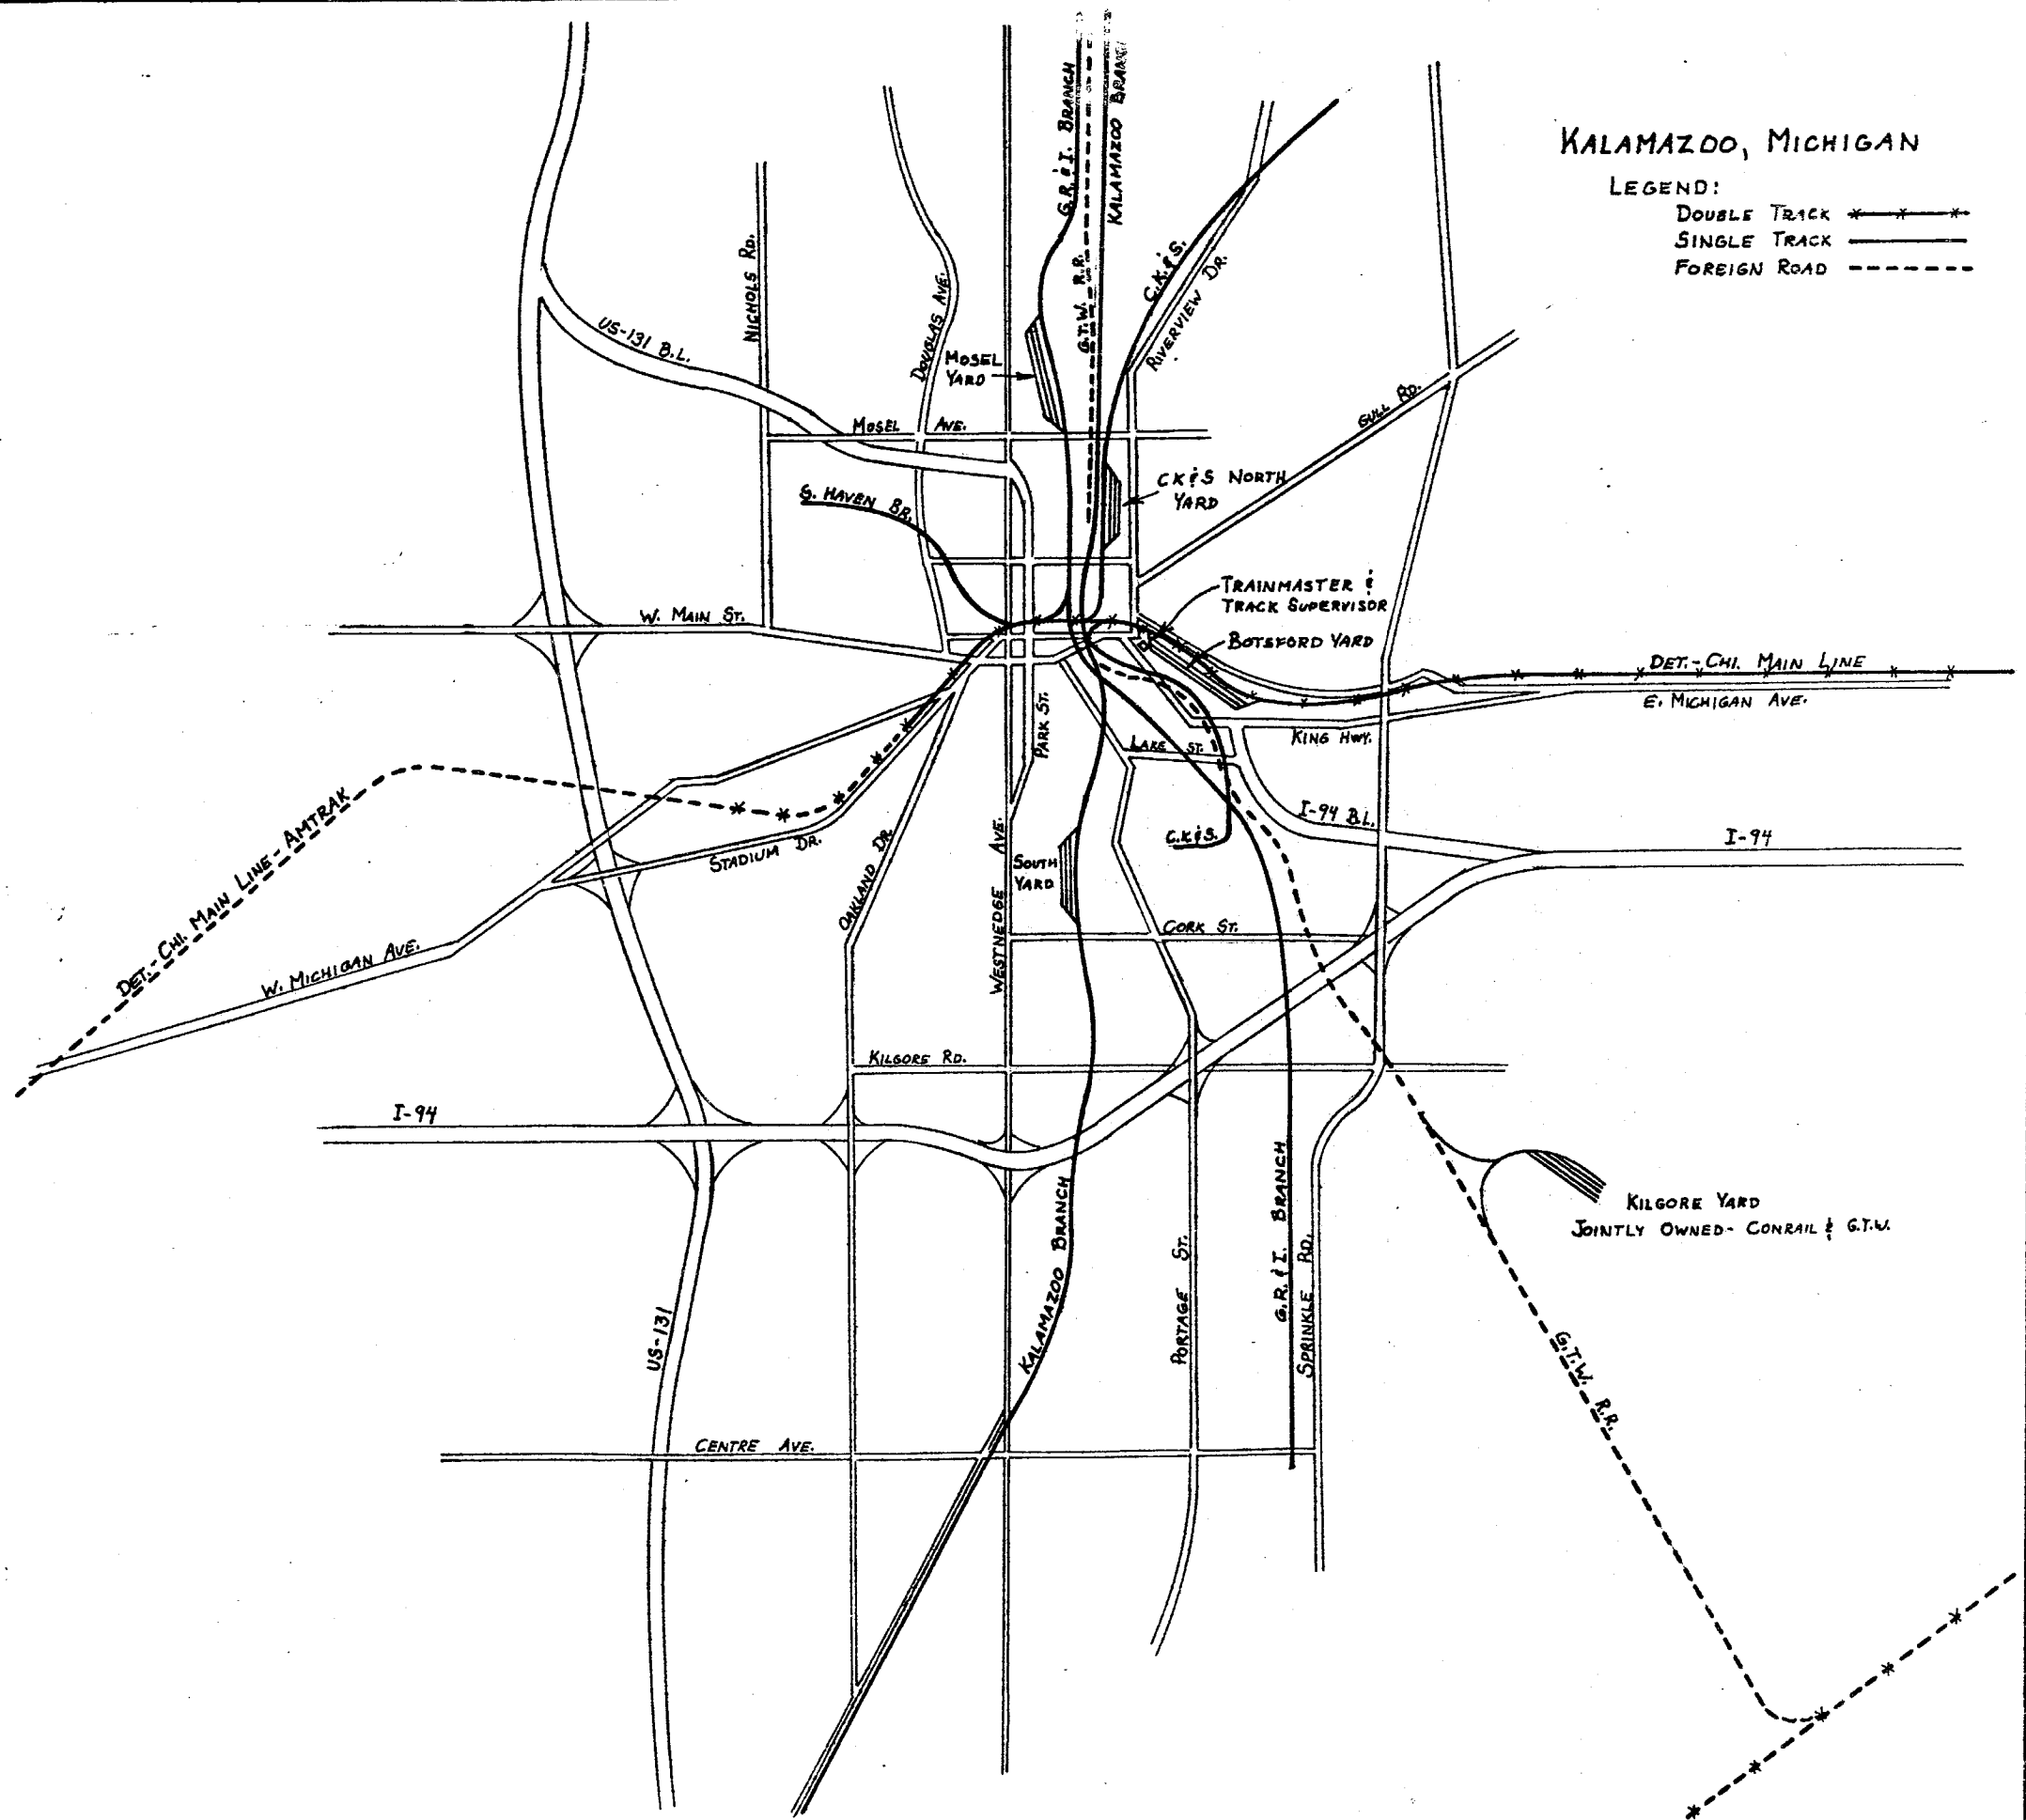 KALAMAZOO, MICHIGAN
LEGEND:
DOUBLE TRACK
SINGLE TRACK
FOREIGN ROAD
G.R. & I. BRANCH
KALAMAZOO BRANCH
G.T.W. R.R.
C.K. & S.
RIVERVIEW DR.
NICHOLS RD.
DOUGLAS AVE.
US-131 B.L.
MOSEL
YARD
MOSEL AVE.
GULL RD.
S. HAVEN BR.
CK & S NORTH
YARD
TRAINMASTER &
TRACK SUPERVISOR
BOTSFORD YARD
W. MAIN ST.
DET.-CHI. MAIN LINE
E. MICHIGAN AVE.
KING HWY.
PARK ST.
LAKE ST.
DET.-CHI. MAIN LINE-AMTRAK
STADIUM DR.
OAKLAND DR.
WESTNEDGE AVE.
SOUTH
YARD
C.K. & S.
I-94 B.L.
I-94
CORK ST.
W. MICHIGAN AVE.
KILGORE RD.
I-94
KILGORE YARD
JOINTLY OWNED- CONRAIL & G.T.W.
KALAMAZOO BRANCH
PORTAGE ST.
G.R. & I. BRANCH
SPRINKLE RD.
US-131
G.T.W. R.R.
CENTRE AVE.